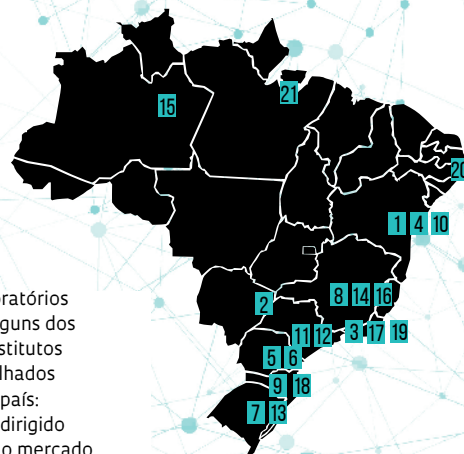 15
21
20
1 4 10
8 14 16
2
3 17 19
11 12
5 6
9 18
7 13
ratórios
guns dos
stitutos
lhados
país:
dirigido
o mercado